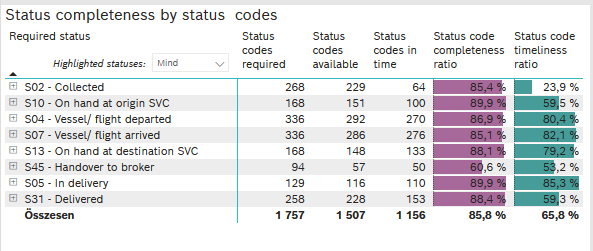 Status completeness by status codes
Required status Status codes required Status codes available Status codes in time Status code completeness ratio Status code timeliness ratio
Highlighted statuses: Mind
S02 - Collected 268 229 64 85,4 % 23,9 %
S10 - On hand at origin SVC 168 151 100 89,9 % 59,5 %
S04 - Vessel/ flight departed 336 292 270 86,9 % 80,4 %
S07 - Vessel/ flight arrived 336 286 276 85,1 % 82,1 %
S13 - On hand at destination SVC 168 148 133 88,1 % 79,2 %
S45 - Handover to broker 94 57 50 60,6 % 53,2 %
S05 - In delivery 129 116 110 89,9 % 85,3 %
S31 - Delivered 258 228 153 88,4 % 59,3 %
Összesen 1 757 1 507 1 156 85,8 % 65,8 %